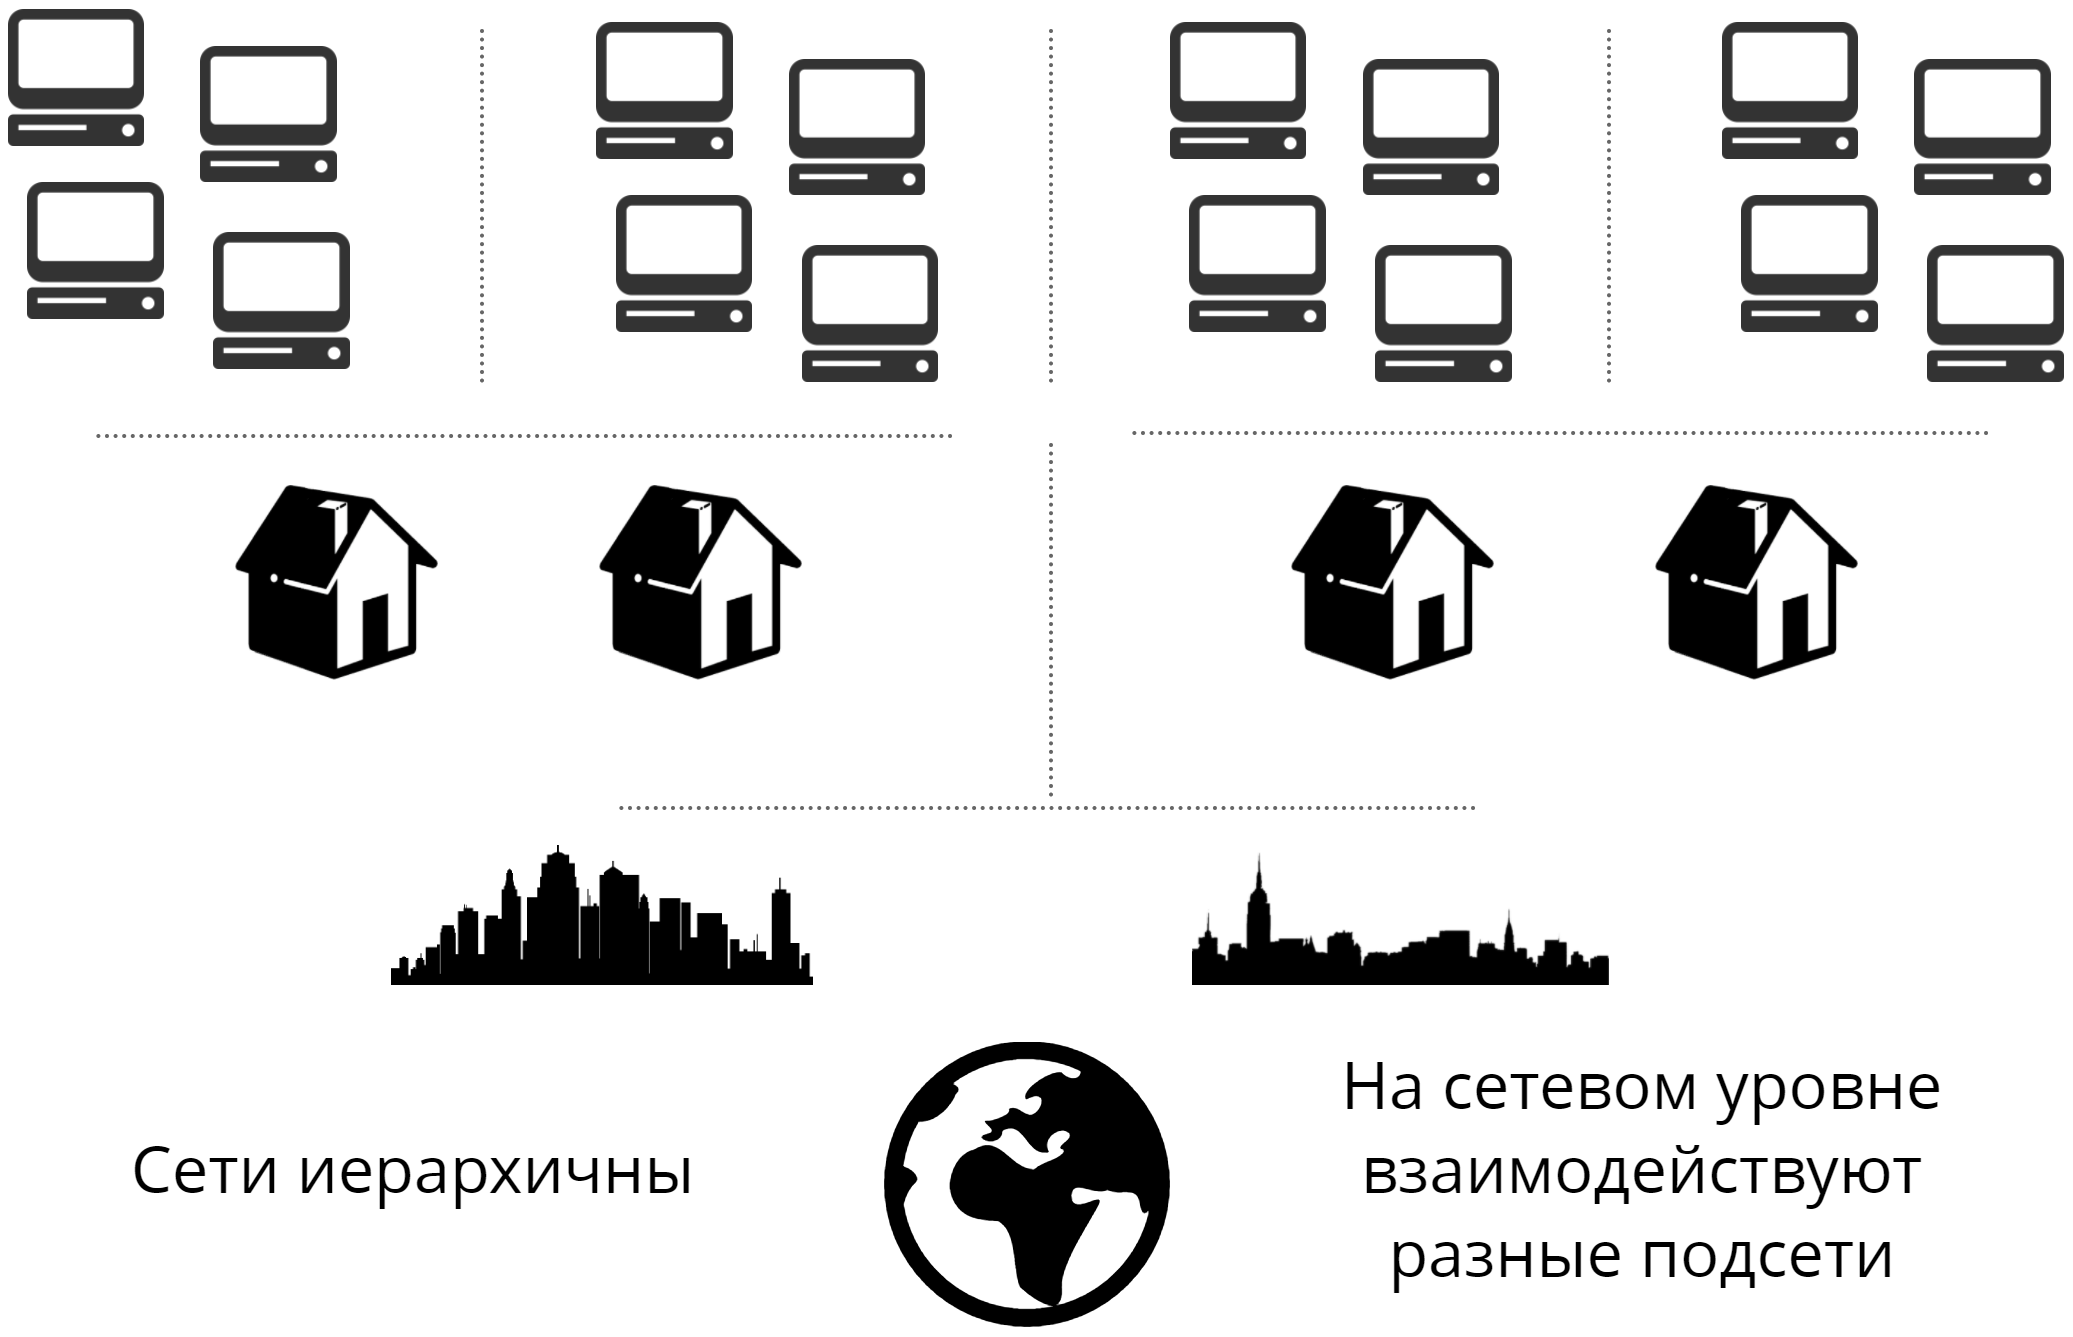 Сети иерархичны
На сетевом уровне
взаимодействуют
разные подсети